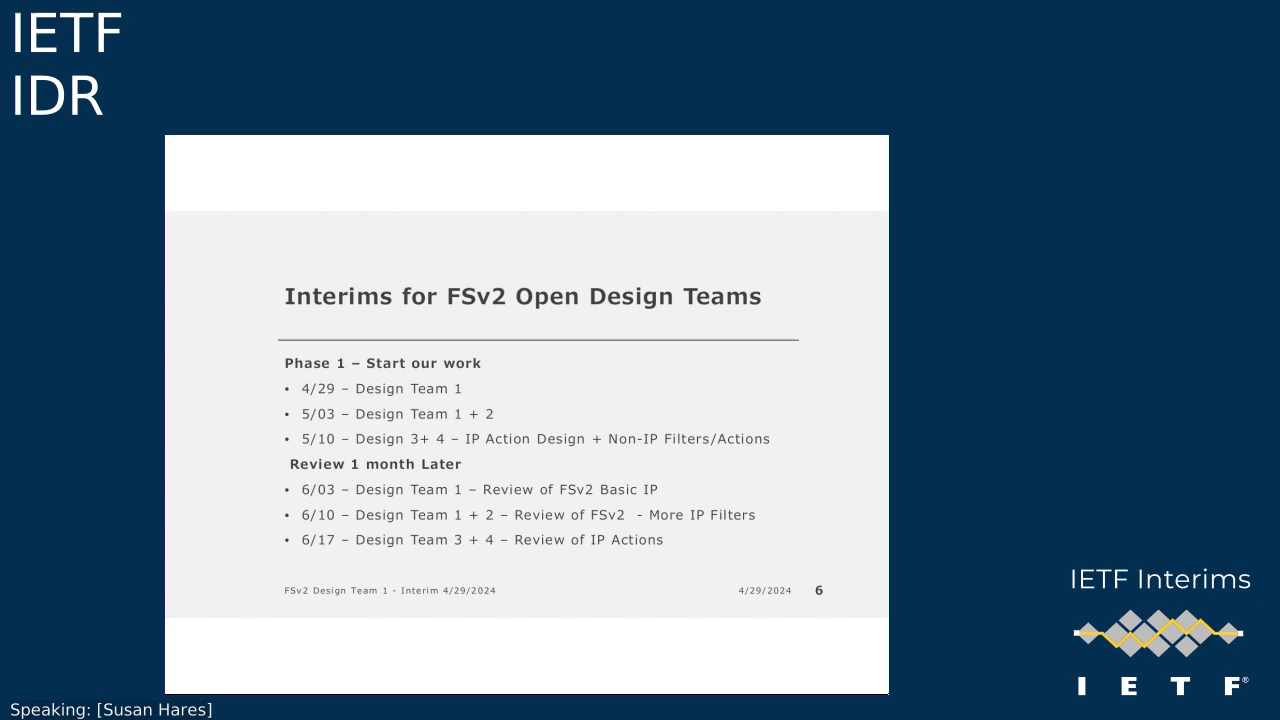 IETF
IDR
Interims for FSv2 Open Design Teams
Phase 1 – Start our work
• 4/29 – Design Team 1
• 5/03 – Design Team 1 + 2
• 5/10 – Design 3+ 4 – IP Action Design + Non-IP Filters/Actions
Review 1 month Later
• 6/03 – Design Team 1 – Review of FSv2 Basic IP
• 6/10 – Design Team 1 + 2 – Review of FSv2 - More IP Filters
• 6/17 – Design Team 3 + 4 – Review of IP Actions
FSv2 Design Team 1 - Interim 4/29/2024 4/29/2024 6
IETF Interims
I E T F®
Speaking: [Susan Hares]